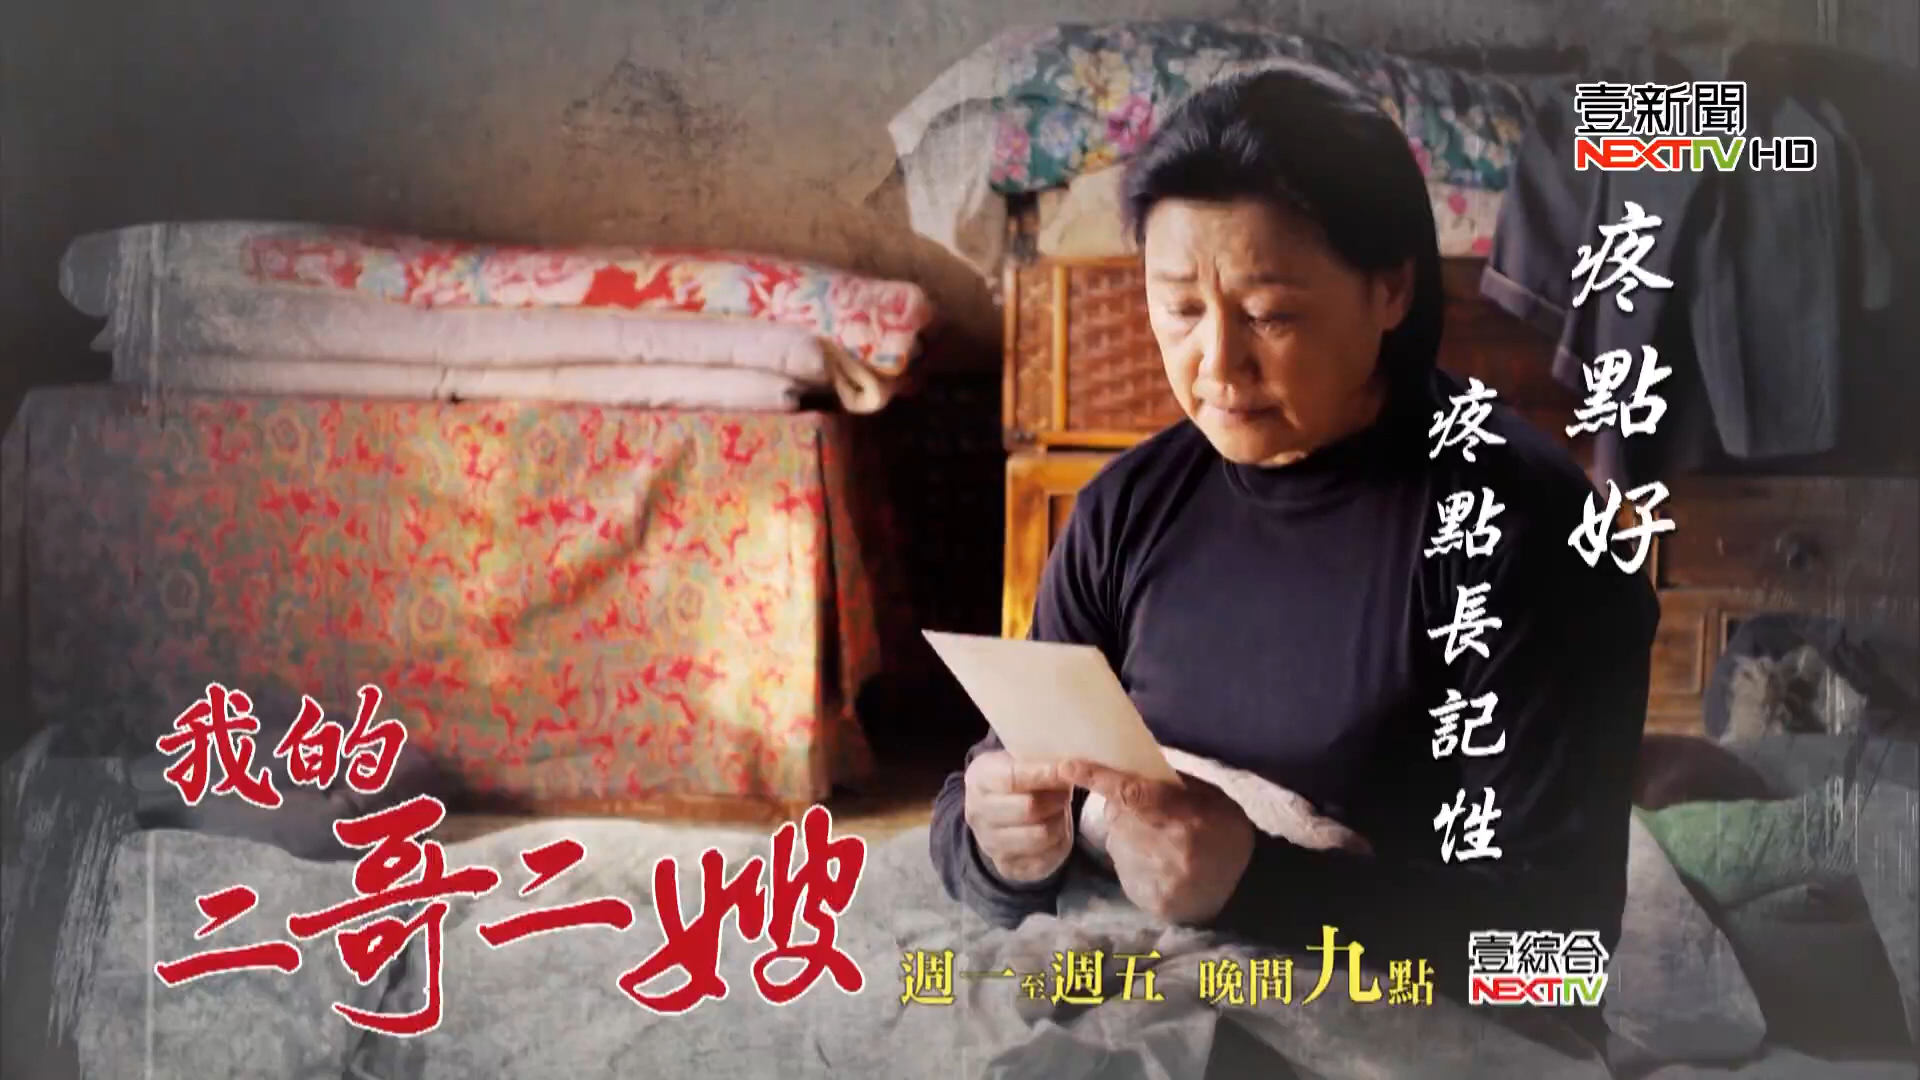 壹新聞
NEXTTV HD
疼點好
疼點長記性
我的
二哥二嫂
週一至週五 晚間九點
壹綜合
NEXTTV